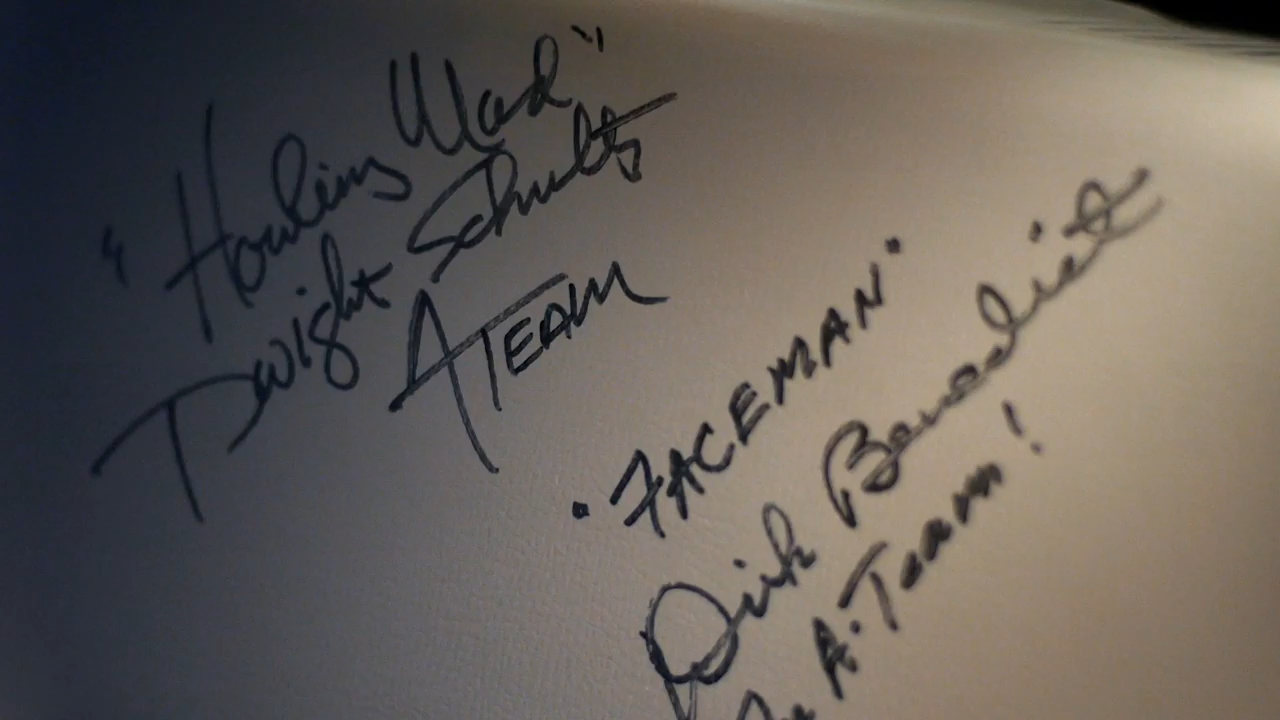 "Howling Mad"
Dwight Schultz
A TEAM
"FACEMAN"
Dirk Benedict
A-Team!